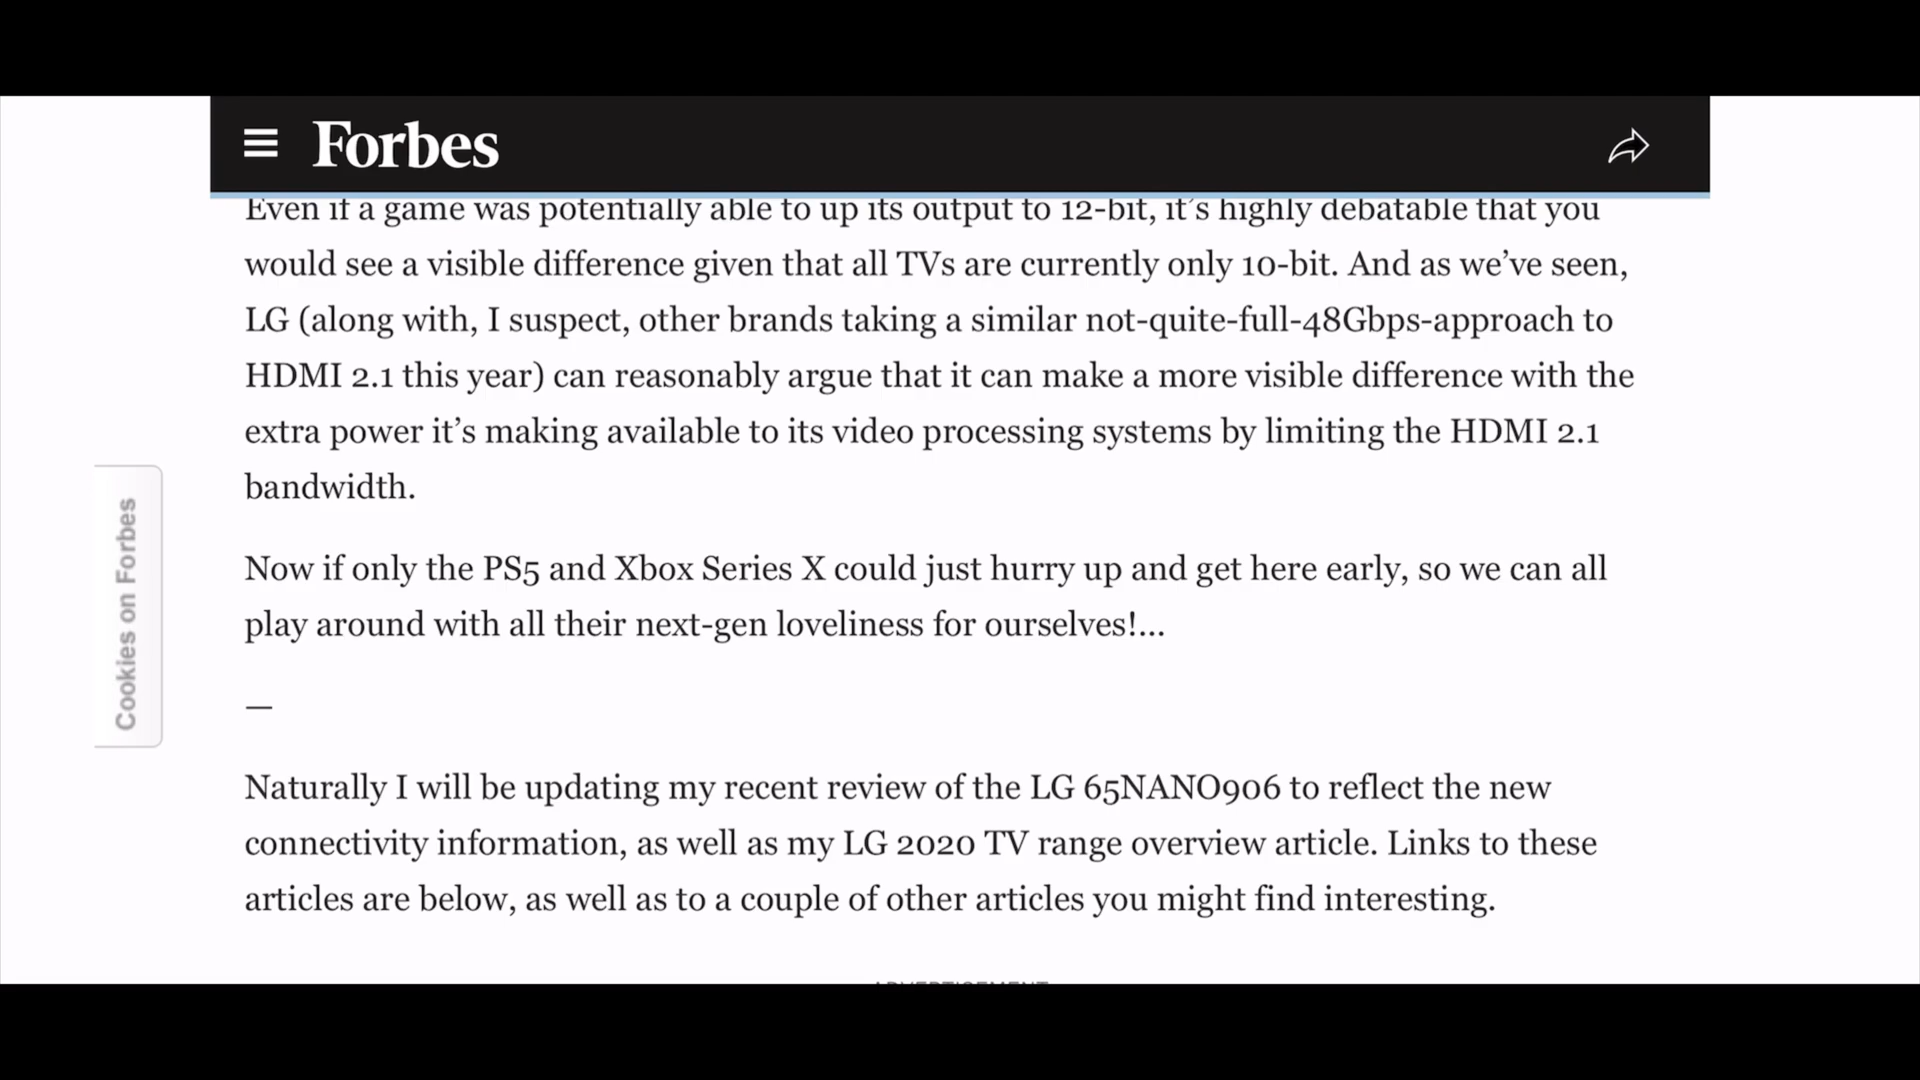 Forbes
Even if a game was potentially able to up its output to 12-bit, it's highly debatable that you
would see a visible difference given that all TVs are currently only 10-bit. And as we've seen,
LG (along with, I suspect, other brands taking a similar not-quite-full-48Gbps-approach to
HDMI 2.1 this year) can reasonably argue that it can make a more visible difference with the
extra power it's making available to its video processing systems by limiting the HDMI 2.1
bandwidth.
Now if only the PS5 and Xbox Series X could just hurry up and get here early, so we can all
play around with all their next-gen loveliness for ourselves!...
—
Naturally I will be updating my recent review of the LG 65NANO906 to reflect the new
connectivity information, as well as my LG 2020 TV range overview article. Links to these
articles are below, as well as to a couple of other articles you might find interesting.
Cookies on Forbes
ADVERTISEMENT